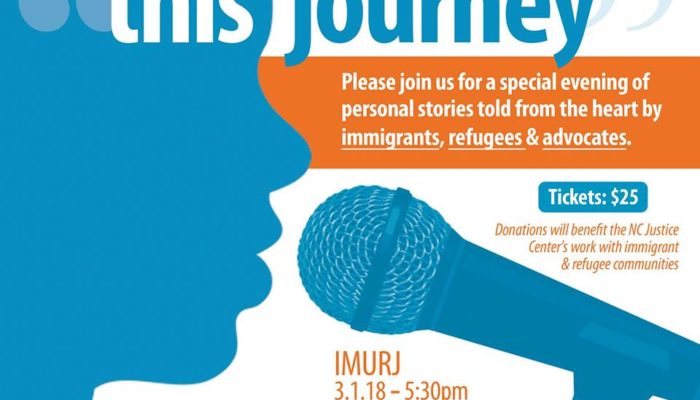 this journey
Please join us for a special evening of
personal stories told from the heart by
immigrants, refugees & advocates.
Tickets: $25
Donations will benefit the NC Justice
Center's work with immigrant
& refugee communities
IMURJ
3.1.18 – 5:30pm